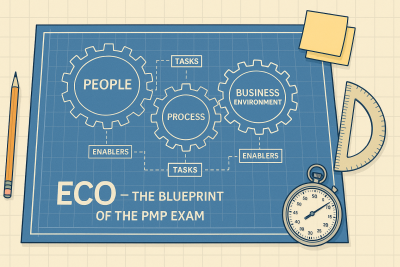 PEOPLE
TASKS
PROCESS
BUSINESS
ENVIRONMENT
ENABLERS
TASKS
ENABLERS
ECO – THE BLUEPRINT
OF THE PMP EXAM